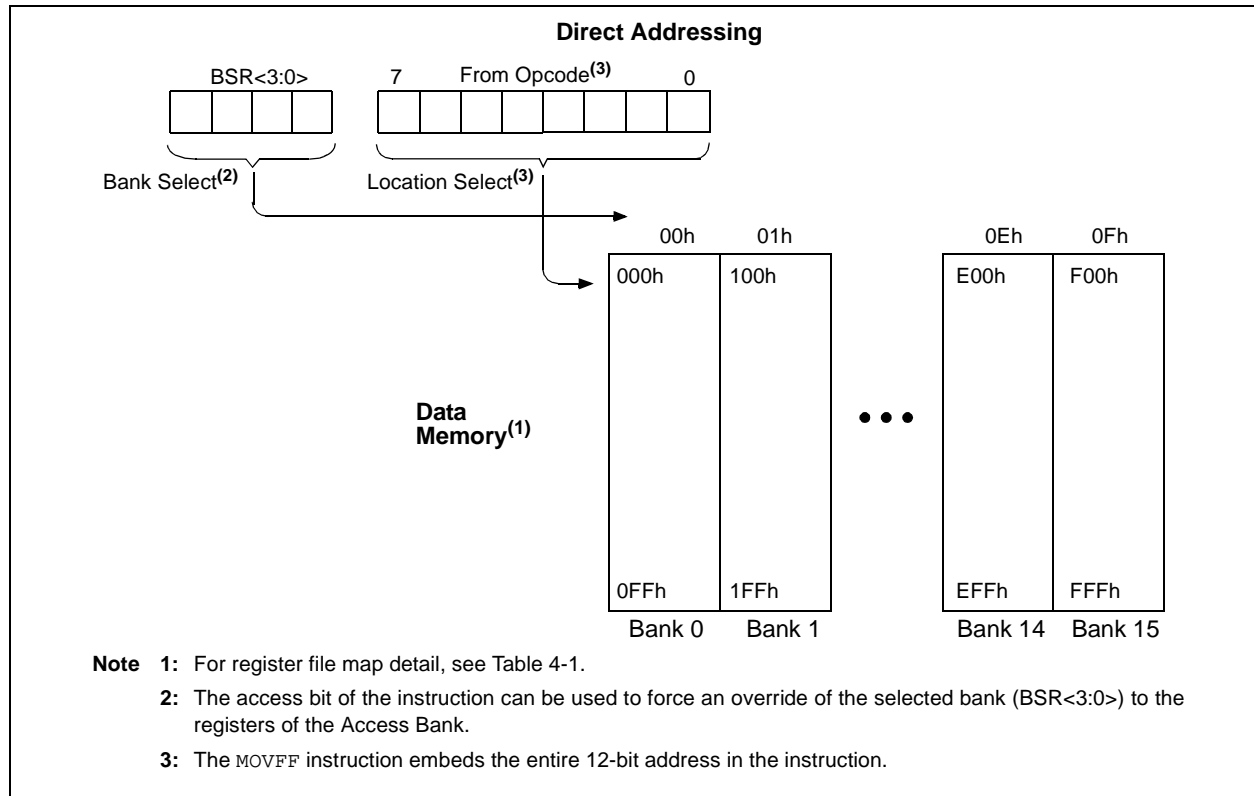 Direct Addressing
BSR<3:0> 7 From Opcode(3) 0
Bank Select(2) Location Select(3)
00h 01h 0Eh 0Fh
000h 100h E00h F00h
Data
Memory(1)
0FFh 1FFh EFFh FFFh
Bank 0 Bank 1 Bank 14 Bank 15
Note 1: For register file map detail, see Table 4-1.
2: The access bit of the instruction can be used to force an override of the selected bank (BSR<3:0>) to the
registers of the Access Bank.
3: The MOVFF instruction embeds the entire 12-bit address in the instruction.